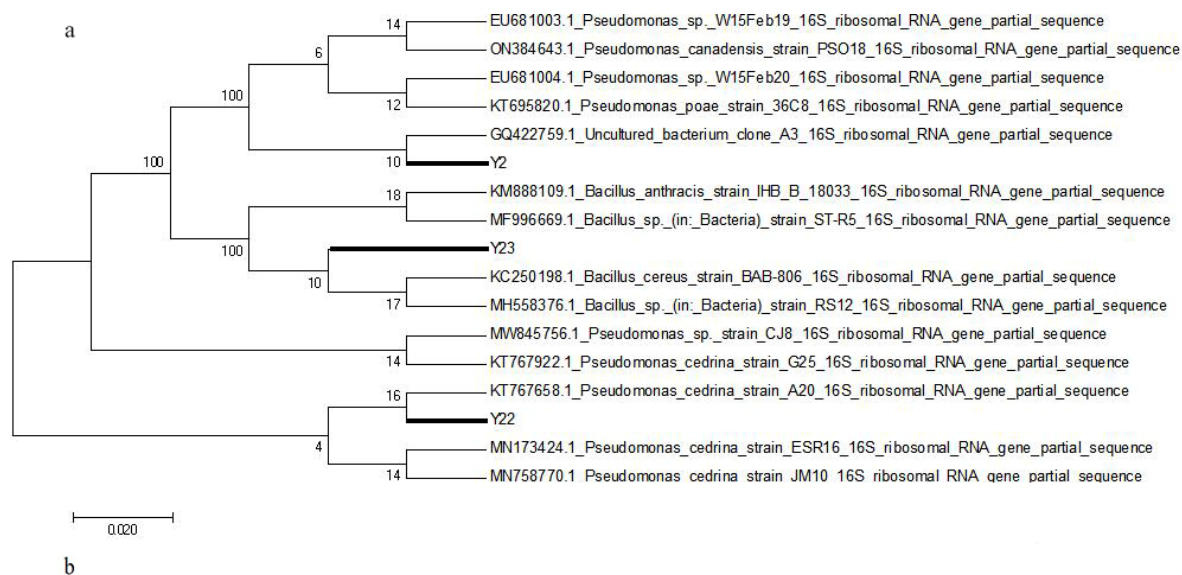 a
14
EU681003.1_Pseudomonas_sp._W15Feb19_16S_ribosomal_RNA_gene_partial_sequence
6
ON384643.1_Pseudomonas_canadensis_strain_PSO18_16S_ribosomal_RNA_gene_partial_sequence
EU681004.1_Pseudomonas_sp._W15Feb20_16S_ribosomal_RNA_gene_partial_sequence
100
12
KT695820.1_Pseudomonas_poae_strain_36C8_16S_ribosomal_RNA_gene_partial_sequence
GQ422759.1_Uncultured_bacterium_clone_A3_16S_ribosomal_RNA_gene_partial_sequence
100
10
Y2
18
KM888109.1_Bacillus_anthracis_strain_IHB_B_18033_16S_ribosomal_RNA_gene_partial_sequence
MF996669.1_Bacillus_sp._(in:_Bacteria)_strain_ST-R5_16S_ribosomal_RNA_gene_partial_sequence
100
Y23
10
KC250198.1_Bacillus_cereus_strain_BAB-806_16S_ribosomal_RNA_gene_partial_sequence
17
MH558376.1_Bacillus_sp._(in:_Bacteria)_strain_RS12_16S_ribosomal_RNA_gene_partial_sequence
MW845756.1_Pseudomonas_sp._strain_CJ8_16S_ribosomal_RNA_gene_partial_sequence
14
KT767922.1_Pseudomonas_cedrina_strain_G25_16S_ribosomal_RNA_gene_partial_sequence
16
KT767658.1_Pseudomonas_cedrina_strain_A20_16S_ribosomal_RNA_gene_partial_sequence
Y22
4
MN173424.1_Pseudomonas_cedrina_strain_ESR16_16S_ribosomal_RNA_gene_partial_sequence
14
MN758770.1_Pseudomonas_cedrina_strain_JM10_16S_ribosomal_RNA_gene_partial_sequence
0.020
b